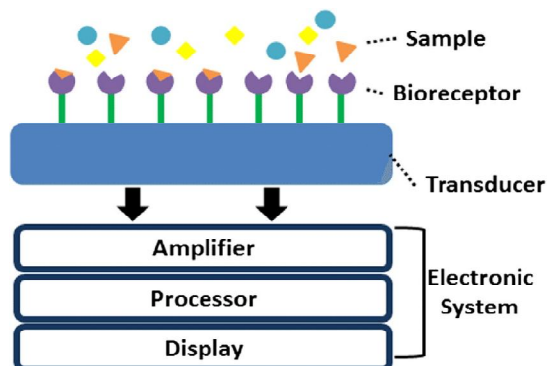 Sample
Bioreceptor
Transducer
Amplifier
Processor
Display
Electronic
System